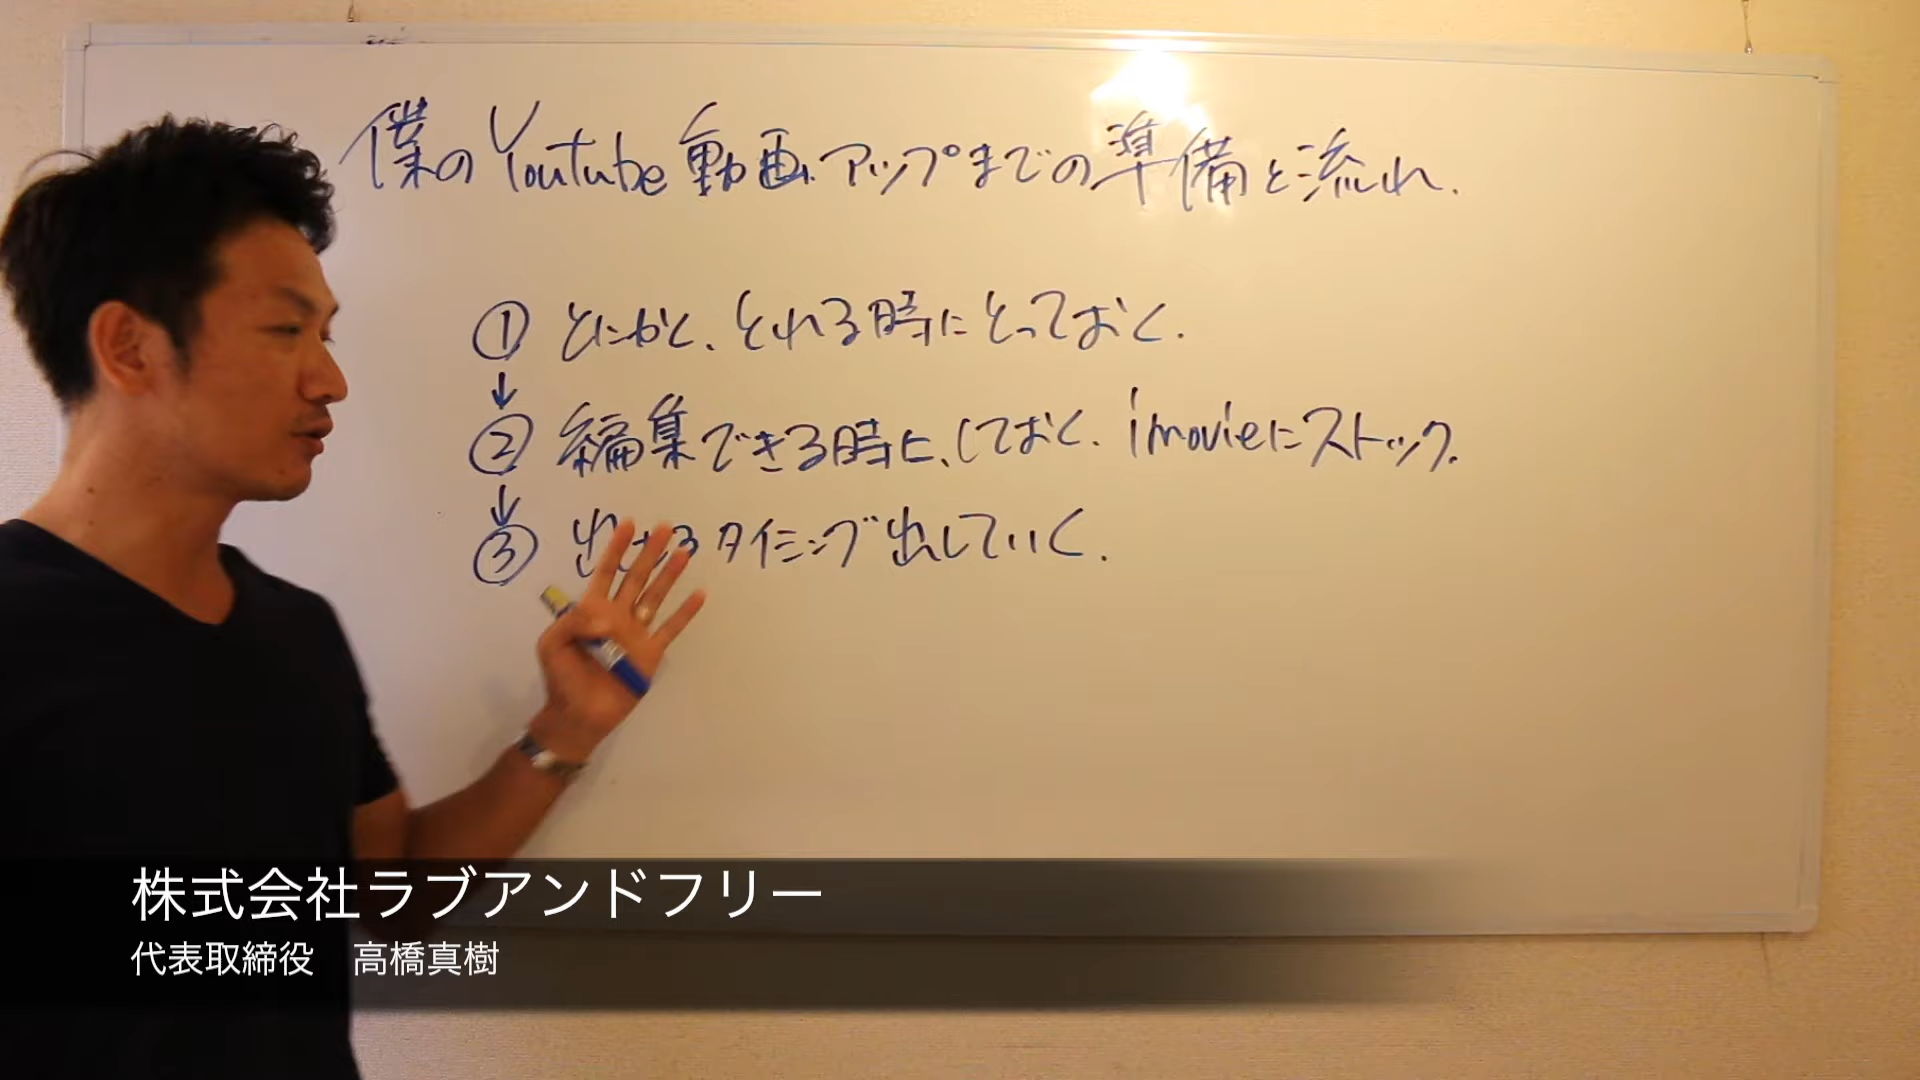 僕のYoutube動画アップまでの準備と流れ.
① とにかく、とれる時にとっておく.
↓
② 編集できる時に、しておく. imovieにストック.
↓
③ 出せるタイミング出していく.
株式会社ラブアンドフリー
代表取締役 高橋真樹